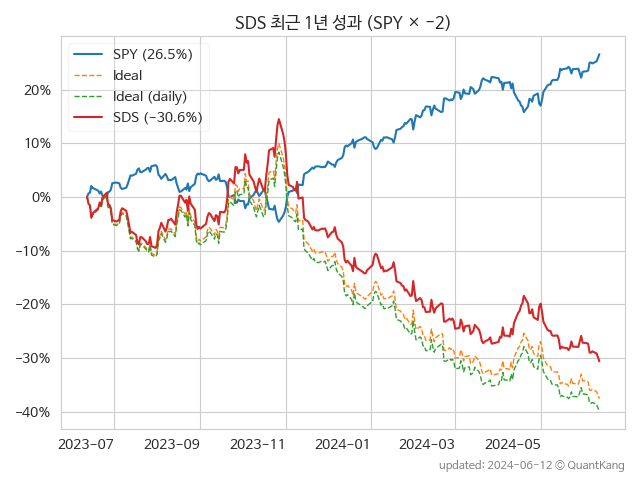 SDS 최근 1년 성과 (SPY × −2)
SPY (26.5%)
Ideal
Ideal (daily)
SDS (−30.6%)
20%
10%
0%
−10%
−20%
−30%
−40%
2023−07
2023−09
2023−11
2024−01
2024−03
2024−05
updated: 2024-06-12 ⓒ QuantKang